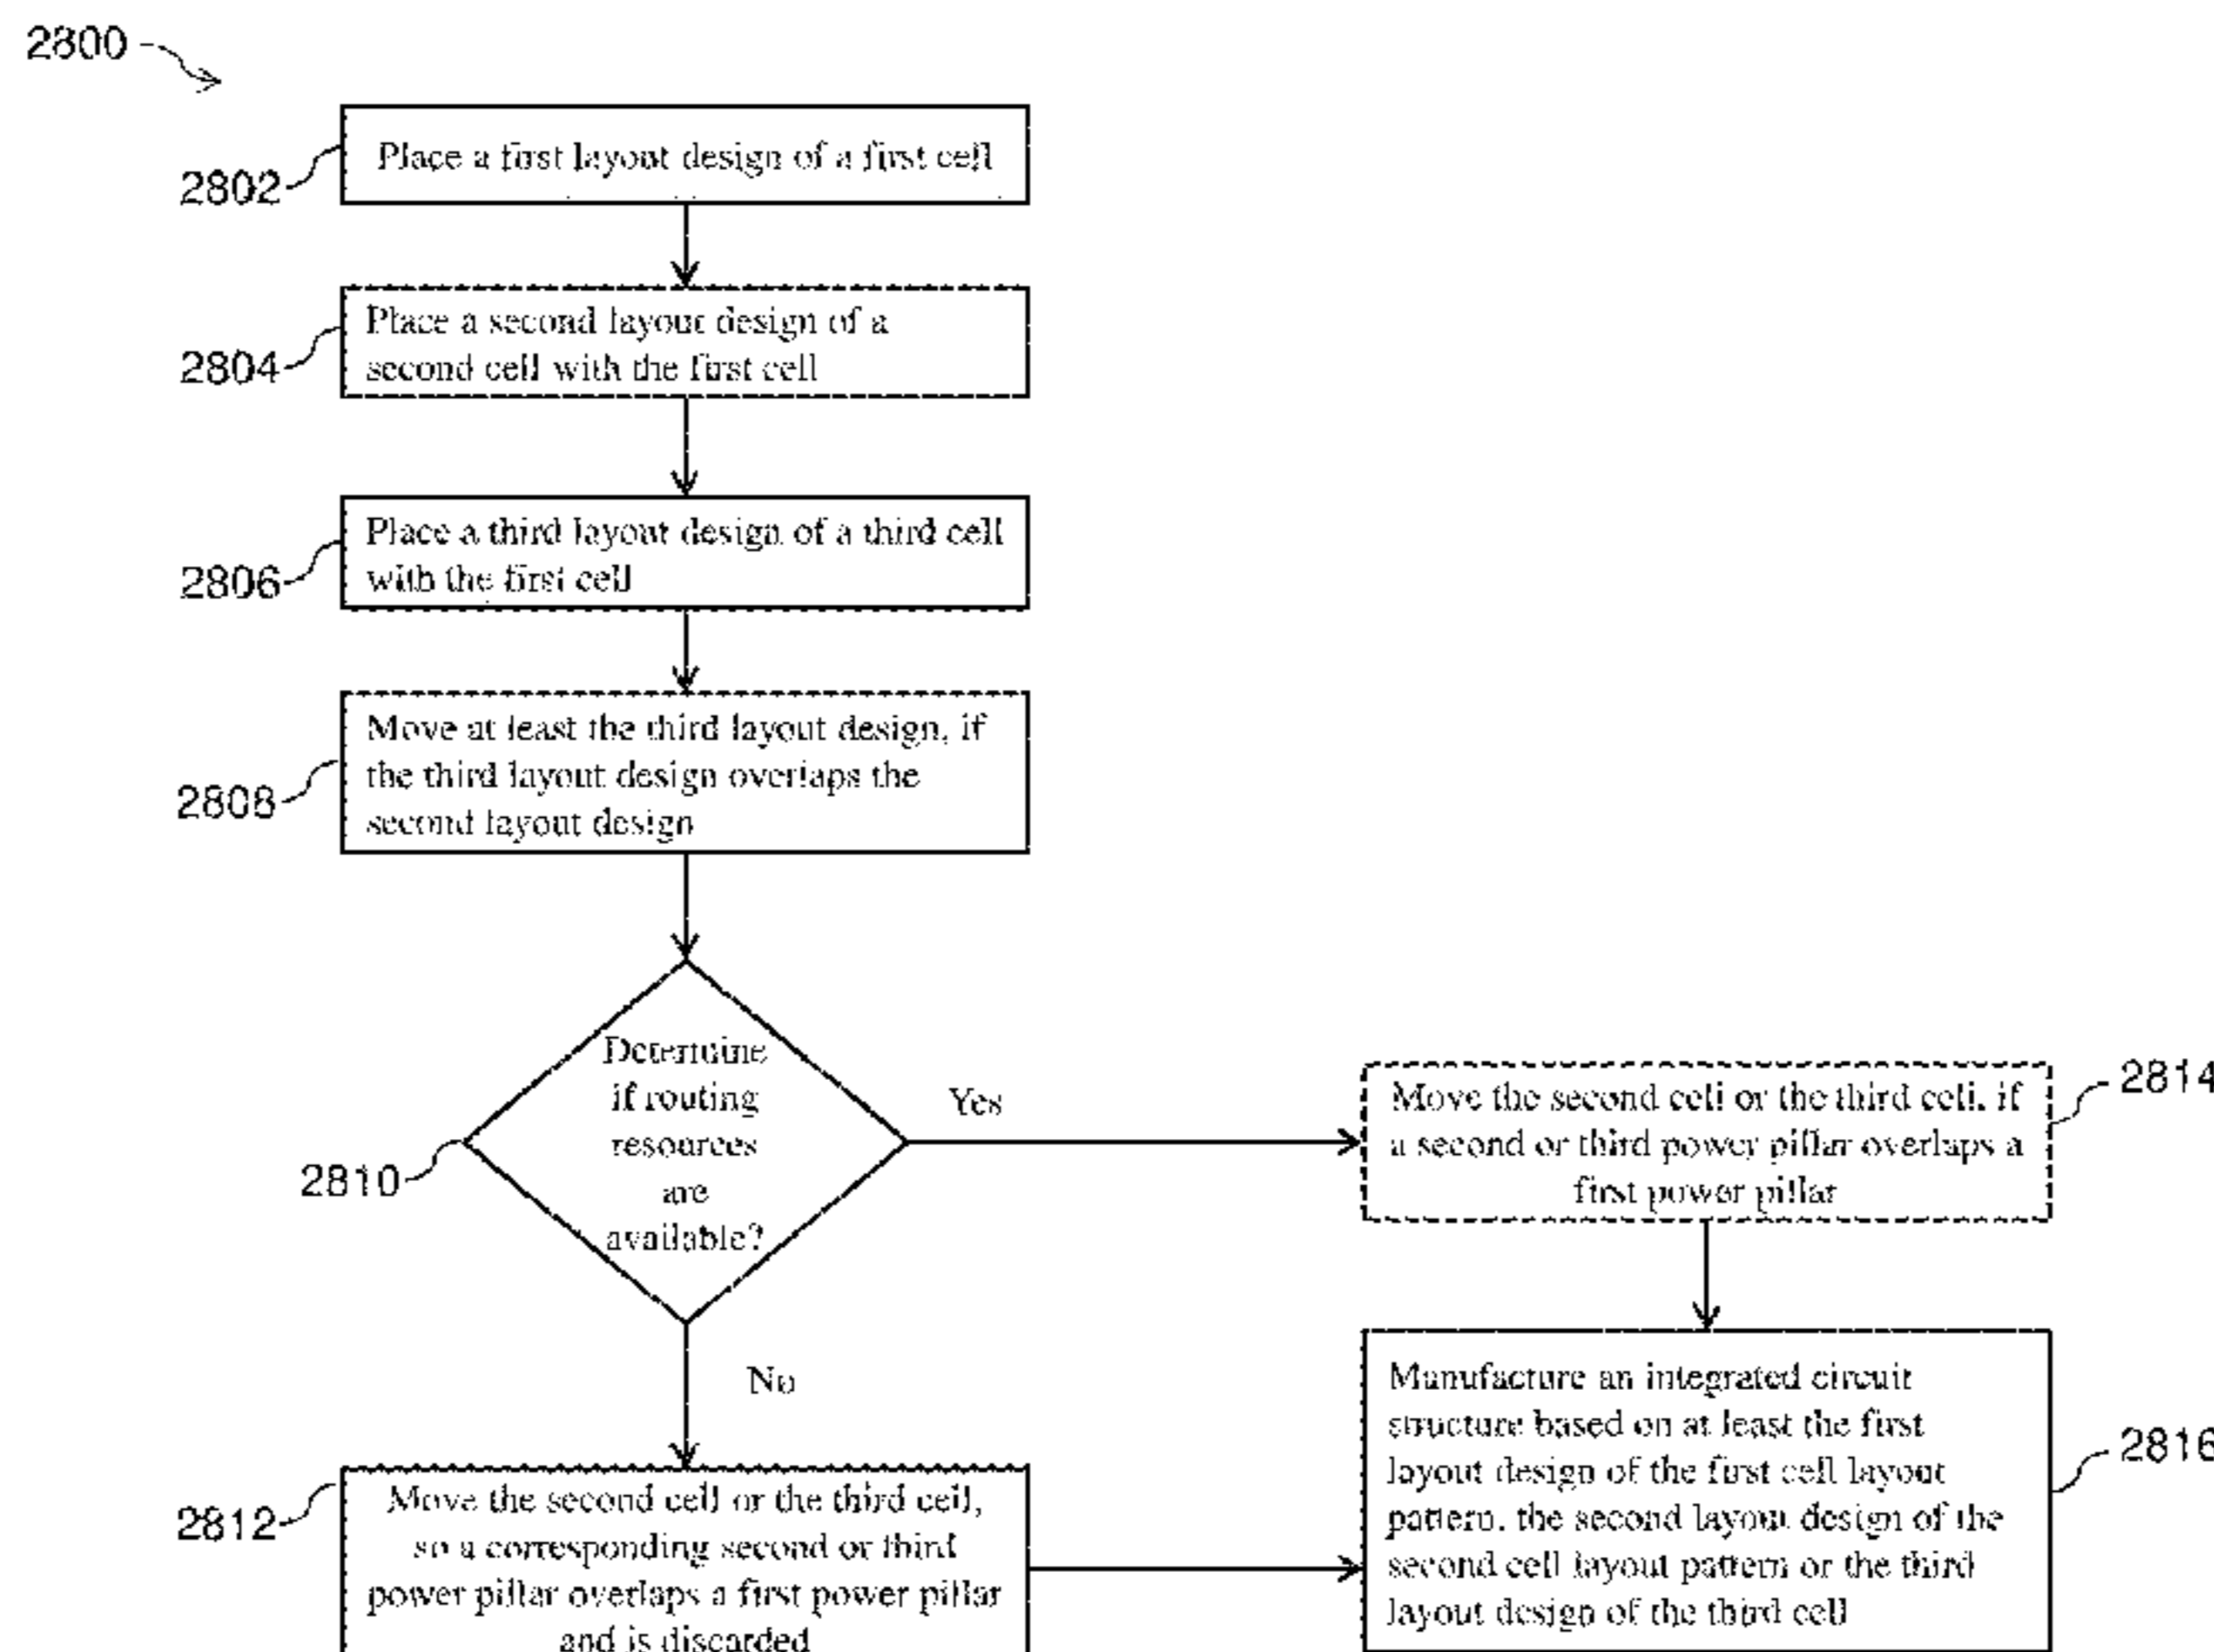 2800
Place a first layout design of a first cell
2802
Place a second layout design of a
second cell with the first cell
2804
Place a third layout design of a third cell
with the first cell
2806
Move at least the third layout design, if
the third layout design overlaps the
second layout design
2808
Determine
if routing
resources
are
available?
2810
Yes
No
Move the second cell or the third cell, if
a second or third power pillar overlaps a
first power pillar
2814
Move the second cell or the third cell,
so a corresponding second or third
power pillar overlaps a first power pillar
and is discarded
2812
Manufacture an integrated circuit
structure based on at least the first
layout design of the first cell layout
pattern, the second layout design of the
second cell layout pattern or the third
layout design of the third cell
2816